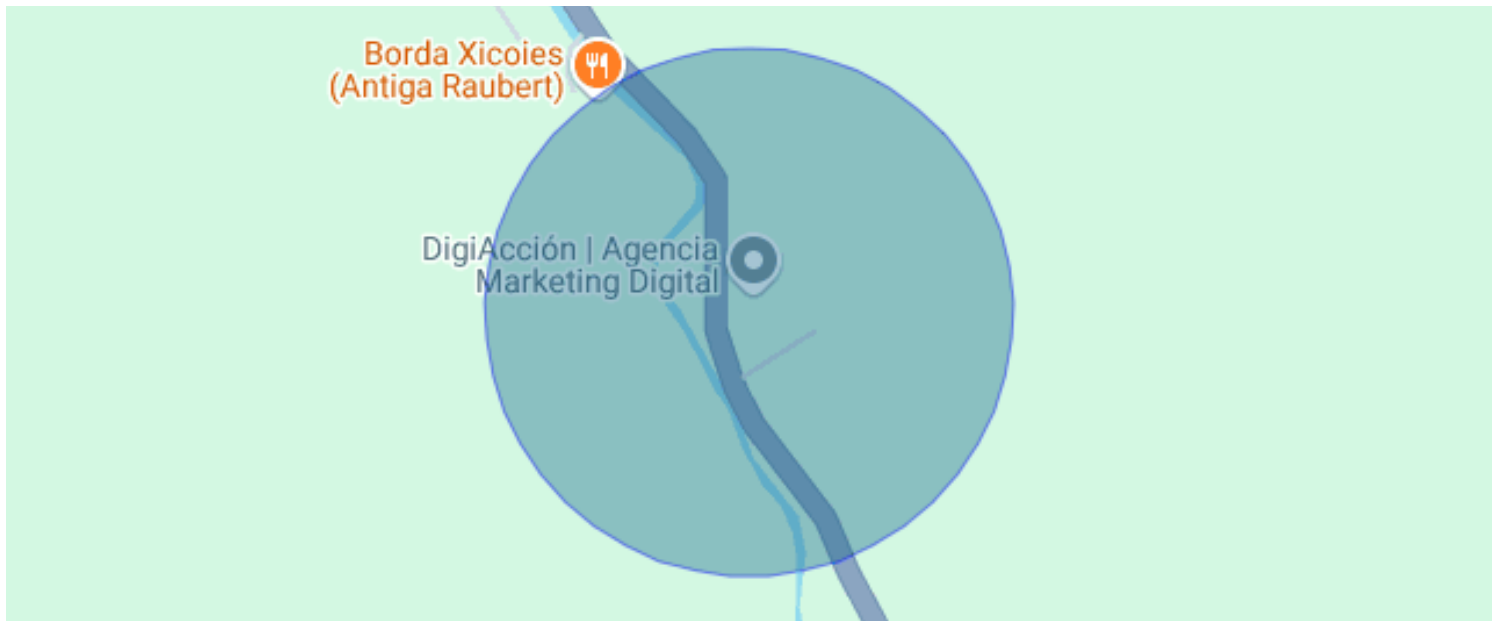 Borda Xicoies
(Antiga Raubert)
DigiAcción | Agencia
Marketing Digital